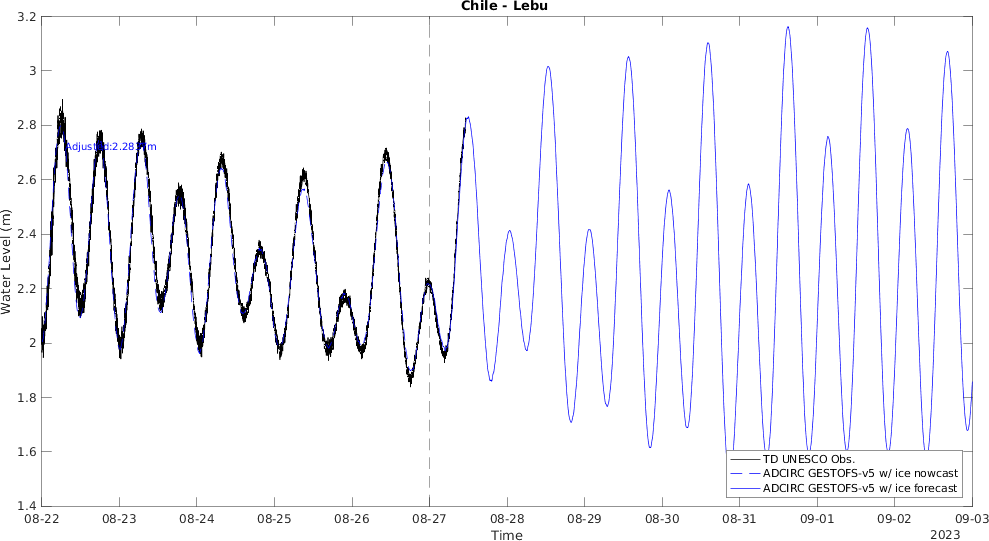 Chile - Lebu
3.2
3
2.8
2.6
2.4
2.2
2
1.8
1.6
1.4
Water Level (m)
TD UNESCO Obs.
ADCIRC GESTOFS-v5 w/ ice nowcast
ADCIRC GESTOFS-v5 w/ ice forecast
08-22 08-23 08-24 08-25 08-26 08-27 08-28 08-29 08-30 08-31 09-01 09-02 09-03
Time
2023